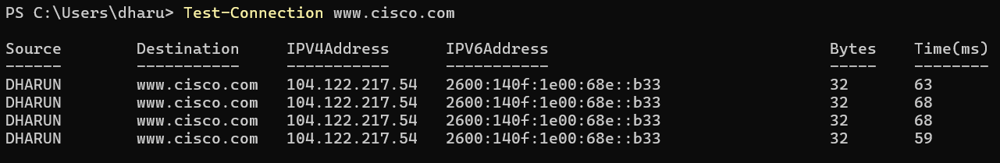 PS C:\Users\dharu> Test-Connection www.cisco.com
Source Destination IPV4Address IPV6Address Bytes Time(ms)
------ ----------- ----------- ----------- ----- --------
DHARUN www.cisco.com 104.122.217.54 2600:140f:1e00:68e::b33 32 63
DHARUN www.cisco.com 104.122.217.54 2600:140f:1e00:68e::b33 32 68
DHARUN www.cisco.com 104.122.217.54 2600:140f:1e00:68e::b33 32 68
DHARUN www.cisco.com 104.122.217.54 2600:140f:1e00:68e::b33 32 59